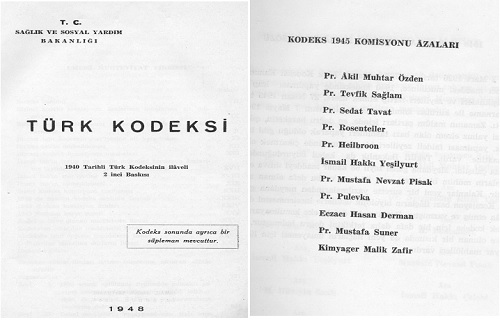 T. C.
SAĞLIK VE SOSYAL YARDIM
BAKANLIĞI
TÜRK KODEKSİ
1940 Tarihli Türk Kodeksinin ilâveli
2 inci Baskısı
Kodeks sonunda ayrıca bir
süpleman mevcuttur.
1948
KODEKS 1945 KOMİSYONU ÂZALARI
Pr. Âkil Muhtar Özden
Pr. Tevfik Sağlam
Pr. Sedat Tavat
Pr. Rosenteller
Pr. Heilbroon
İsmail Hakkı Yeşilyurt
Pr. Mustafa Nevzat Pisak
Pr. Pulevka
Eczacı Hasan Derman
Pr. Mustafa Suner
Kimyager Malik Zafir